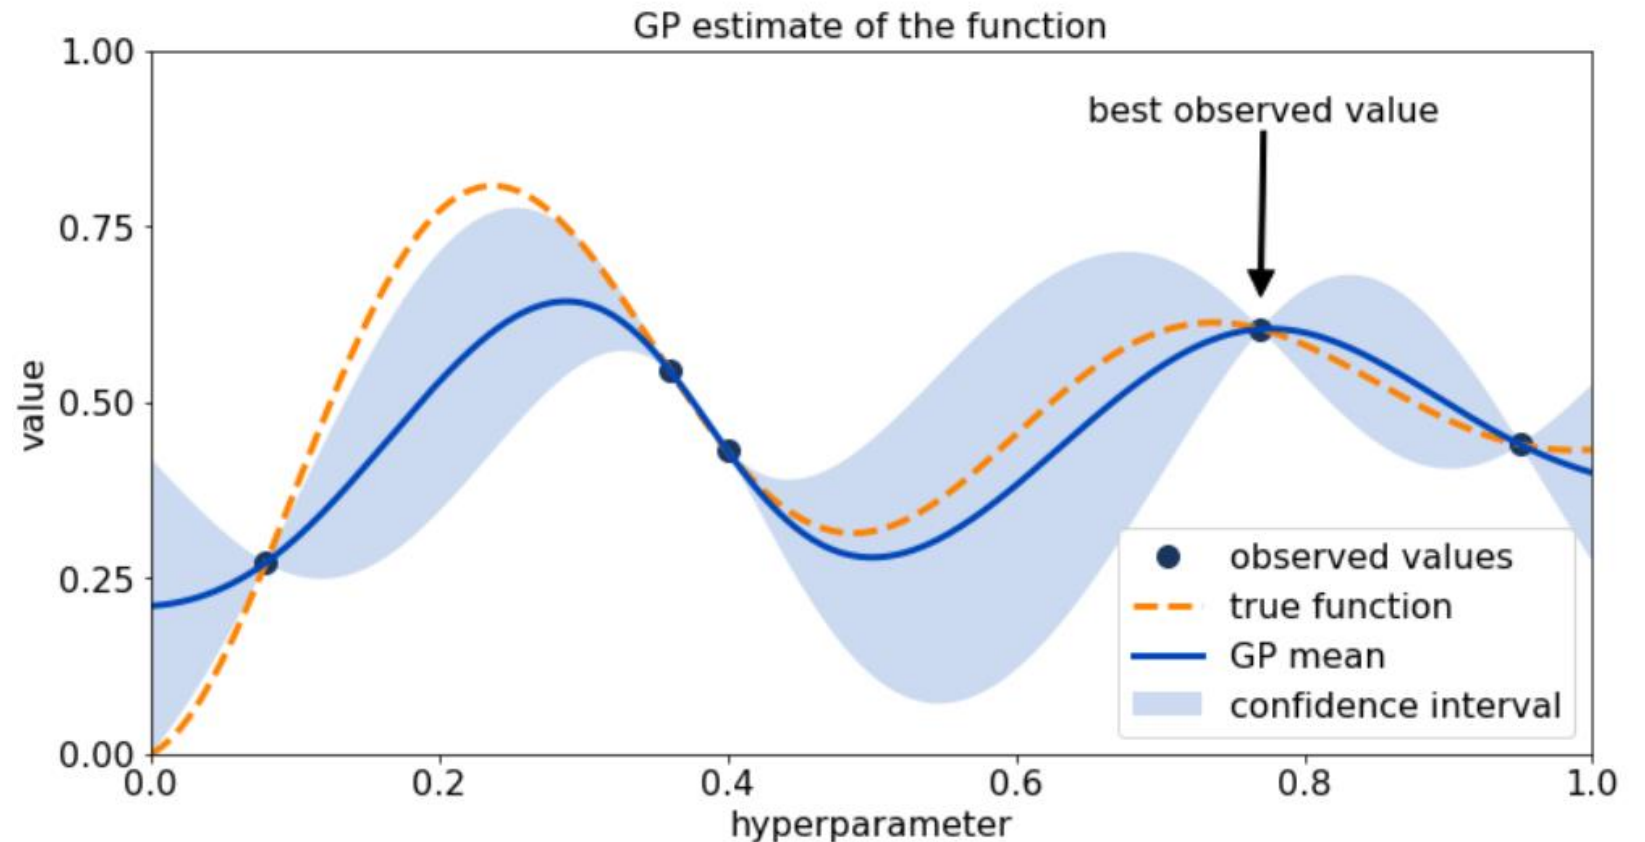 GP estimate of the function
best observed value
1.00
0.75
0.50
0.25
0.00
value
0.0 0.2 0.4 0.6 0.8 1.0
hyperparameter
observed values
true function
GP mean
confidence interval